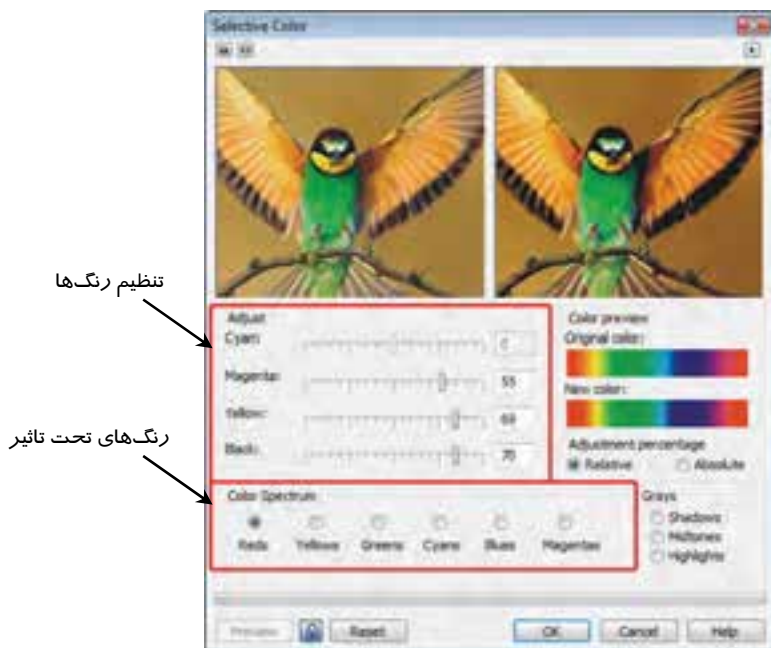 Selective Color
تنظیم رنگ‌ها
Adjust
Cyan:
Magenta: 55
Yellow: 69
Black: 70
Color preview
Original color:
New color:
Adjustment percentage
Relative Absolute
رنگ‌های تحت تاثیر
Color Spectrum
Reds Yellows Greens Cyans Blues Magentas
Grays
Shadows
Midtones
Highlights
Preview Reset OK Cancel Help